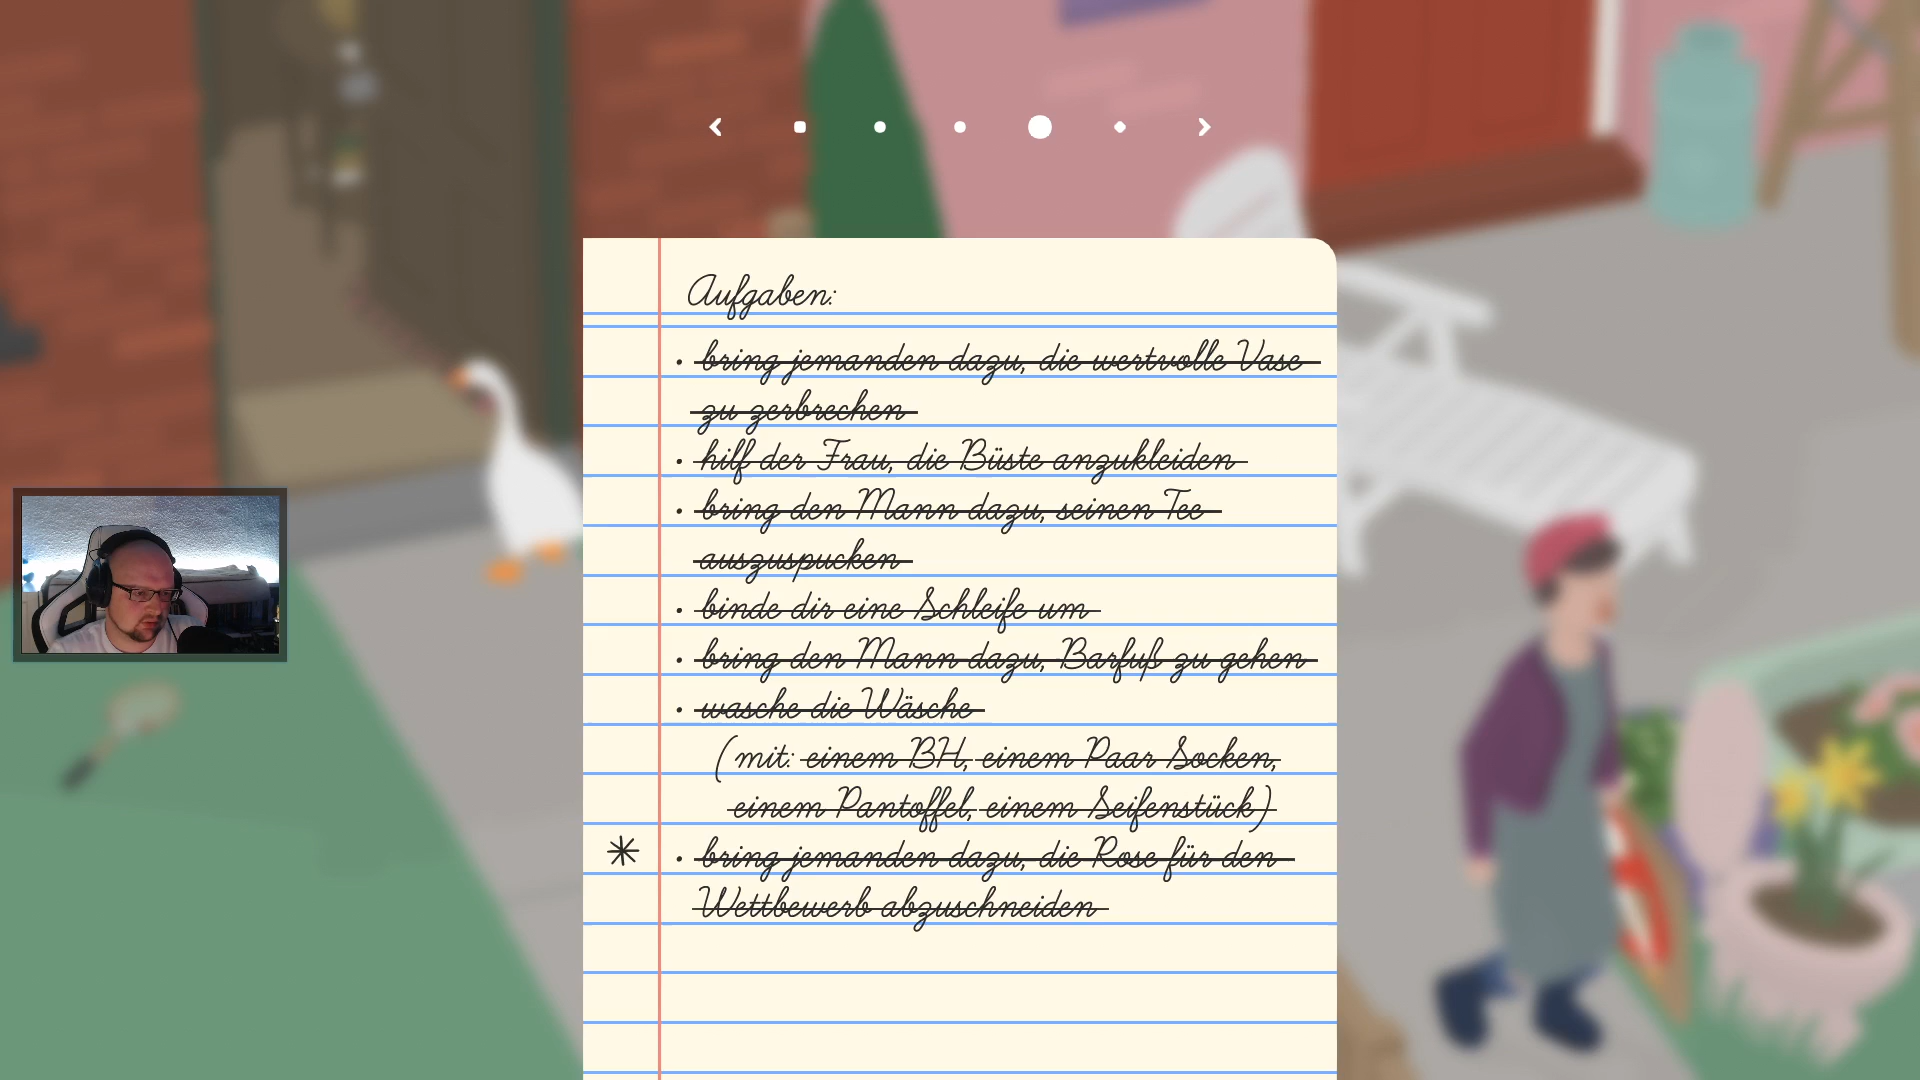 Aufgaben:
• bring jemanden dazu, die wertvolle Vase
zu zerbrechen
• hilf der Frau, die Büste anzukleiden
• bring den Mann dazu, seinen Tee
auszuspucken
• binde dir eine Schleife um
• bring den Mann dazu, Barfuß zu gehen
• wasche die Wäsche
(mit: einem BH, einem Paar Socken,
einem Pantoffel, einem Seifenstück)
• bring jemanden dazu, die Rose für den
Wettbewerb abzuschneiden